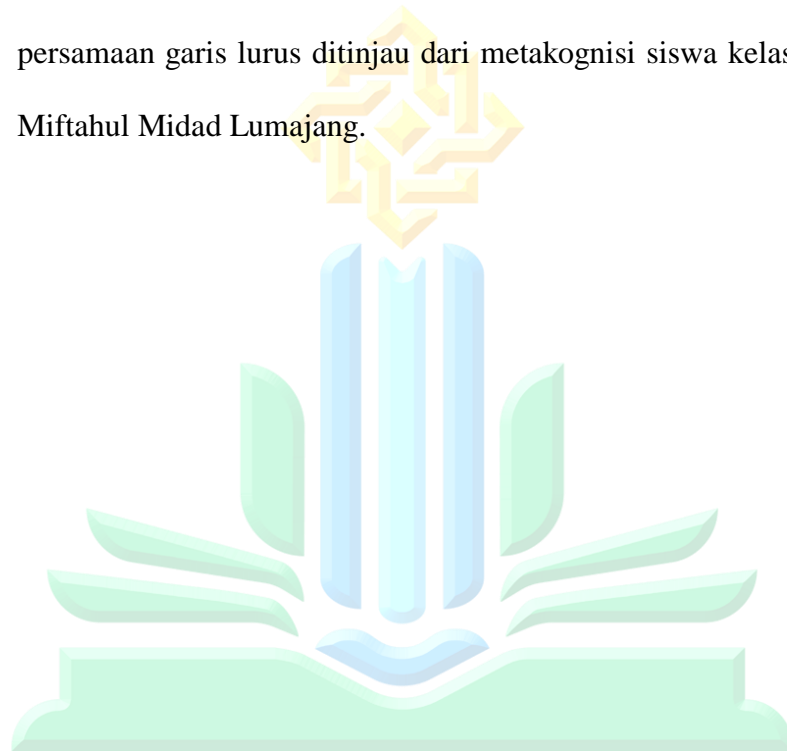 persamaan garis lurus ditinjau dari metakognisi siswa kelas
Miftahul Midad Lumajang.